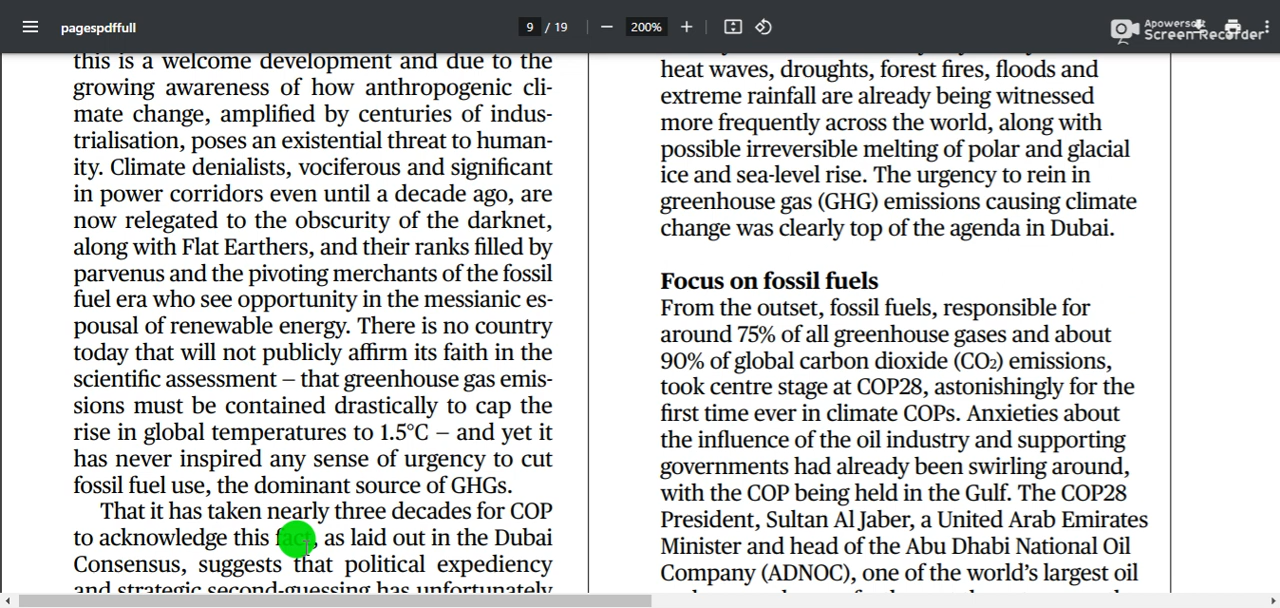 pagespdffull
9 / 19
200%
Apowersoft
Screen Recorder
this is a welcome development and due to the
growing awareness of how anthropogenic cli-
mate change, amplified by centuries of indus-
trialisation, poses an existential threat to human-
ity. Climate denialists, vociferous and significant
in power corridors even until a decade ago, are
now relegated to the obscurity of the darknet,
along with Flat Earthers, and their ranks filled by
parvenus and the pivoting merchants of the fossil
fuel era who see opportunity in the messianic es-
pousal of renewable energy. There is no country
today that will not publicly affirm its faith in the
scientific assessment – that greenhouse gas emis-
sions must be contained drastically to cap the
rise in global temperatures to 1.5°C – and yet it
has never inspired any sense of urgency to cut
fossil fuel use, the dominant source of GHGs.
That it has taken nearly three decades for COP
to acknowledge this fact, as laid out in the Dubai
Consensus, suggests that political expediency
and strategic second-guessing has unfortunately
heat waves, droughts, forest fires, floods and
extreme rainfall are already being witnessed
more frequently across the world, along with
possible irreversible melting of polar and glacial
ice and sea-level rise. The urgency to rein in
greenhouse gas (GHG) emissions causing climate
change was clearly top of the agenda in Dubai.
Focus on fossil fuels
From the outset, fossil fuels, responsible for
around 75% of all greenhouse gases and about
90% of global carbon dioxide (CO₂) emissions,
took centre stage at COP28, astonishingly for the
first time ever in climate COPs. Anxieties about
the influence of the oil industry and supporting
governments had already been swirling around,
with the COP being held in the Gulf. The COP28
President, Sultan Al Jaber, a United Arab Emirates
Minister and head of the Abu Dhabi National Oil
Company (ADNOC), one of the world's largest oil